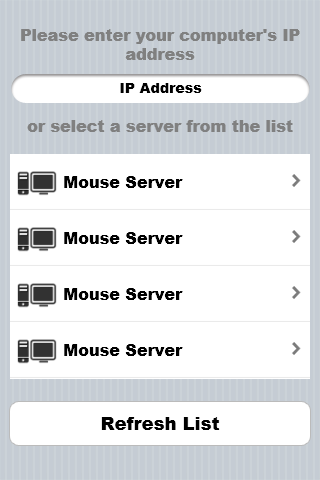 Please enter your computer's IP
address
IP Address
or select a server from the list
Mouse Server
Mouse Server
Mouse Server
Mouse Server
Refresh List